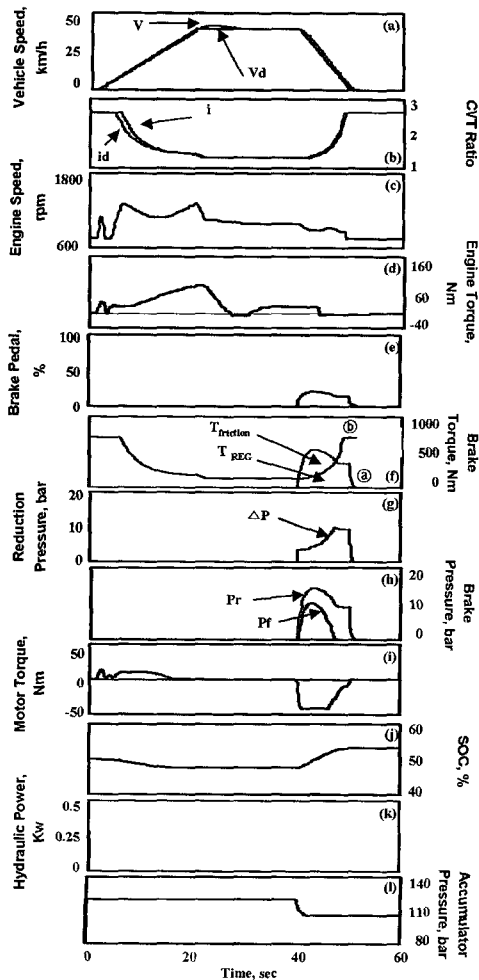 Vehicle Speed, km/h
50
25
0
V
Vd
(a)
3
2
1
CVT Ratio
i
id
(b)
Engine Speed, rpm
1800
600
(c)
160
60
-40
Engine Torque, Nm
(d)
Brake Pedal, %
100
50
0
(e)
1000
500
0
Brake Torque, Nm
Tfriction
T REG
ⓑ
ⓐ
(f)
Reduction Pressure, bar
20
10
0
△P
(g)
20
10
0
Brake Pressure, bar
Pr
Pf
(h)
Motor Torque, Nm
50
0
-50
(i)
60
50
40
SOC, %
(j)
Hydraulic Power, Kw
0.5
0.25
0
(k)
140
110
80
Accumulator Pressure, bar
(l)
0
20
40
60
Time, sec